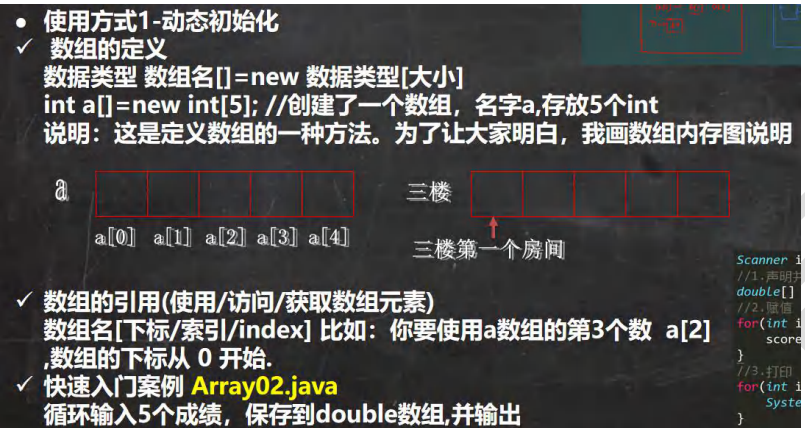 使用方式1-动态初始化
数组的定义
数据类型 数组名[]=new 数据类型[大小]
int a[]=new int[5]; //创建了一个数组，名字a,存放5个int
说明：这是定义数组的一种方法。为了让大家明白，我画数组内存图说明
a
三楼
a[0] a[1] a[2] a[3] a[4]
三楼第一个房间
数组的引用(使用/访问/获取数组元素)
数组名[下标/索引/index] 比如：你要使用a数组的第3个数 a[2]
,数组的下标从 0 开始.
快速入门案例 Array02.java
循环输入5个成绩，保存到double数组,并输出
Scanner i
//1.声明
double[]
//2.赋值
for(int i
score
}
//3.打印
for(int i
Syste
}